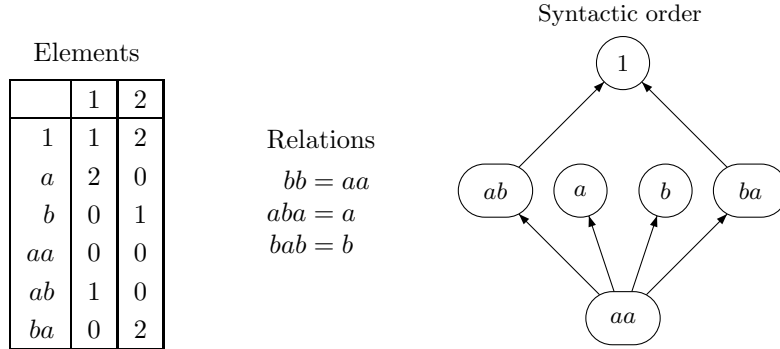 Elements
1 2
1 1 2
a 2 0
b 0 1
aa 0 0
ab 1 0
ba 0 2
Relations
bb = aa
aba = a
bab = b
Syntactic order
1
ab a b ba
aa